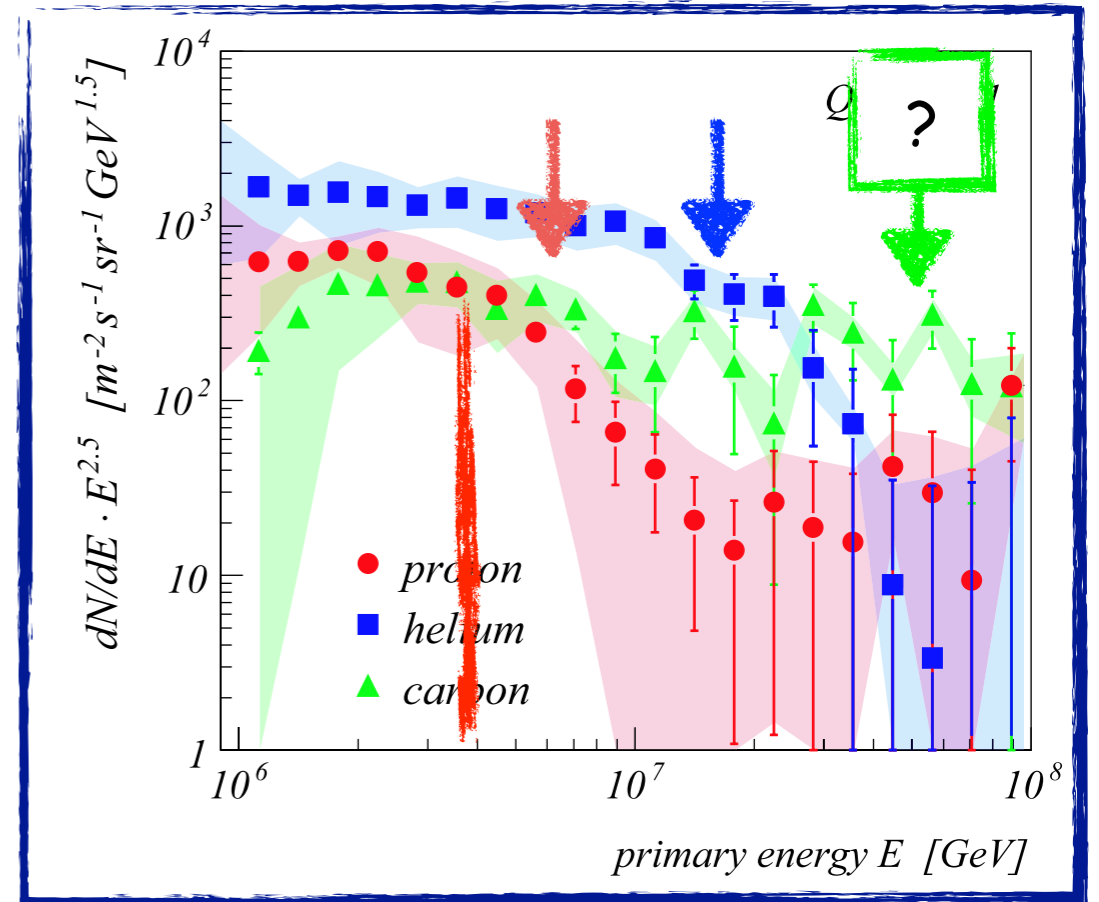 dN/dE · E^2.5 [m^-2 s^-1 sr^-1 GeV^1.5]
10^4
10^3
10^2
10
1
?
proton
helium
carbon
10^6 10^7 10^8
primary energy E [GeV]